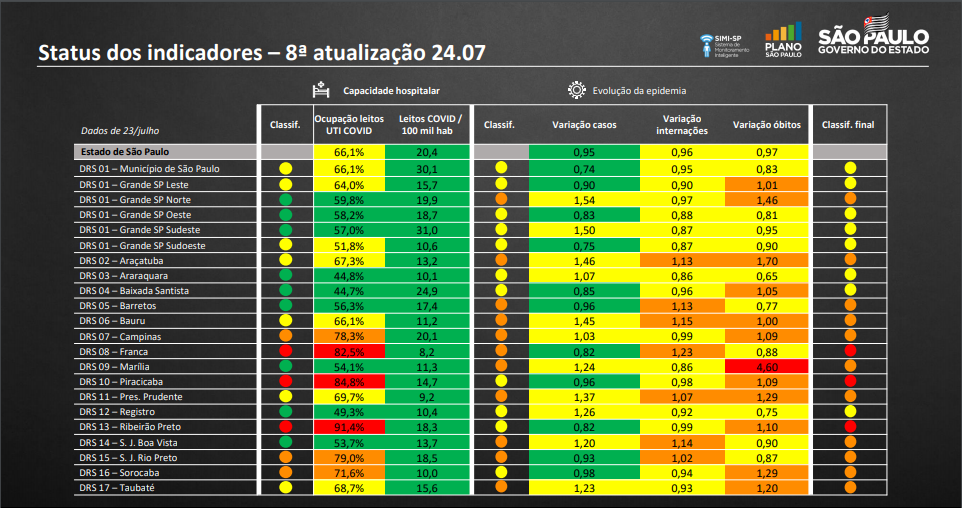 SIMI-SP
Sistema de
Monitoramento
Inteligente
PLANO
SÃO PAULO
SÃO PAULO
GOVERNO DO ESTADO
Status dos indicadores – 8ª atualização 24.07
Capacidade hospitalar
Evolução da epidemia
Dados de 23/julho Classif. Ocupação leitos UTI COVID Leitos COVID / 100 mil hab Classif. Variação casos Variação internações Variação óbitos Classif. final
Estado de São Paulo 66,1% 20,4 0,95 0,96 0,97
DRS 01 – Município de São Paulo 66,1% 30,1 0,74 0,95 0,83
DRS 01 – Grande SP Leste 64,0% 15,7 0,90 0,90 1,01
DRS 01 – Grande SP Norte 59,8% 19,9 1,54 0,97 1,46
DRS 01 – Grande SP Oeste 58,2% 18,7 0,83 0,88 0,81
DRS 01 – Grande SP Sudeste 57,0% 31,0 1,50 0,87 0,95
DRS 01 – Grande SP Sudoeste 51,8% 10,6 0,75 0,87 0,90
DRS 02 – Araçatuba 67,3% 13,2 1,46 1,13 1,70
DRS 03 – Araraquara 44,8% 10,1 1,07 0,86 0,65
DRS 04 – Baixada Santista 44,7% 24,9 0,85 0,96 1,05
DRS 05 – Barretos 56,3% 17,4 0,96 1,13 0,77
DRS 06 – Bauru 66,1% 11,2 1,45 1,15 1,00
DRS 07 – Campinas 78,3% 20,1 1,03 0,99 1,09
DRS 08 – Franca 82,5% 8,2 0,82 1,23 0,88
DRS 09 – Marília 54,1% 11,3 1,24 0,86 4,60
DRS 10 – Piracicaba 84,8% 14,7 0,96 0,98 1,09
DRS 11 – Pres. Prudente 69,7% 9,2 1,37 1,07 1,29
DRS 12 – Registro 49,3% 10,4 1,26 0,92 0,75
DRS 13 – Ribeirão Preto 91,4% 18,3 0,82 0,99 1,10
DRS 14 – S. J. Boa Vista 53,7% 13,7 1,20 1,14 0,90
DRS 15 – S. J. Rio Preto 79,0% 18,5 0,93 1,02 0,87
DRS 16 – Sorocaba 71,6% 10,0 0,98 0,94 1,29
DRS 17 – Taubaté 68,7% 15,6 1,23 0,93 1,20